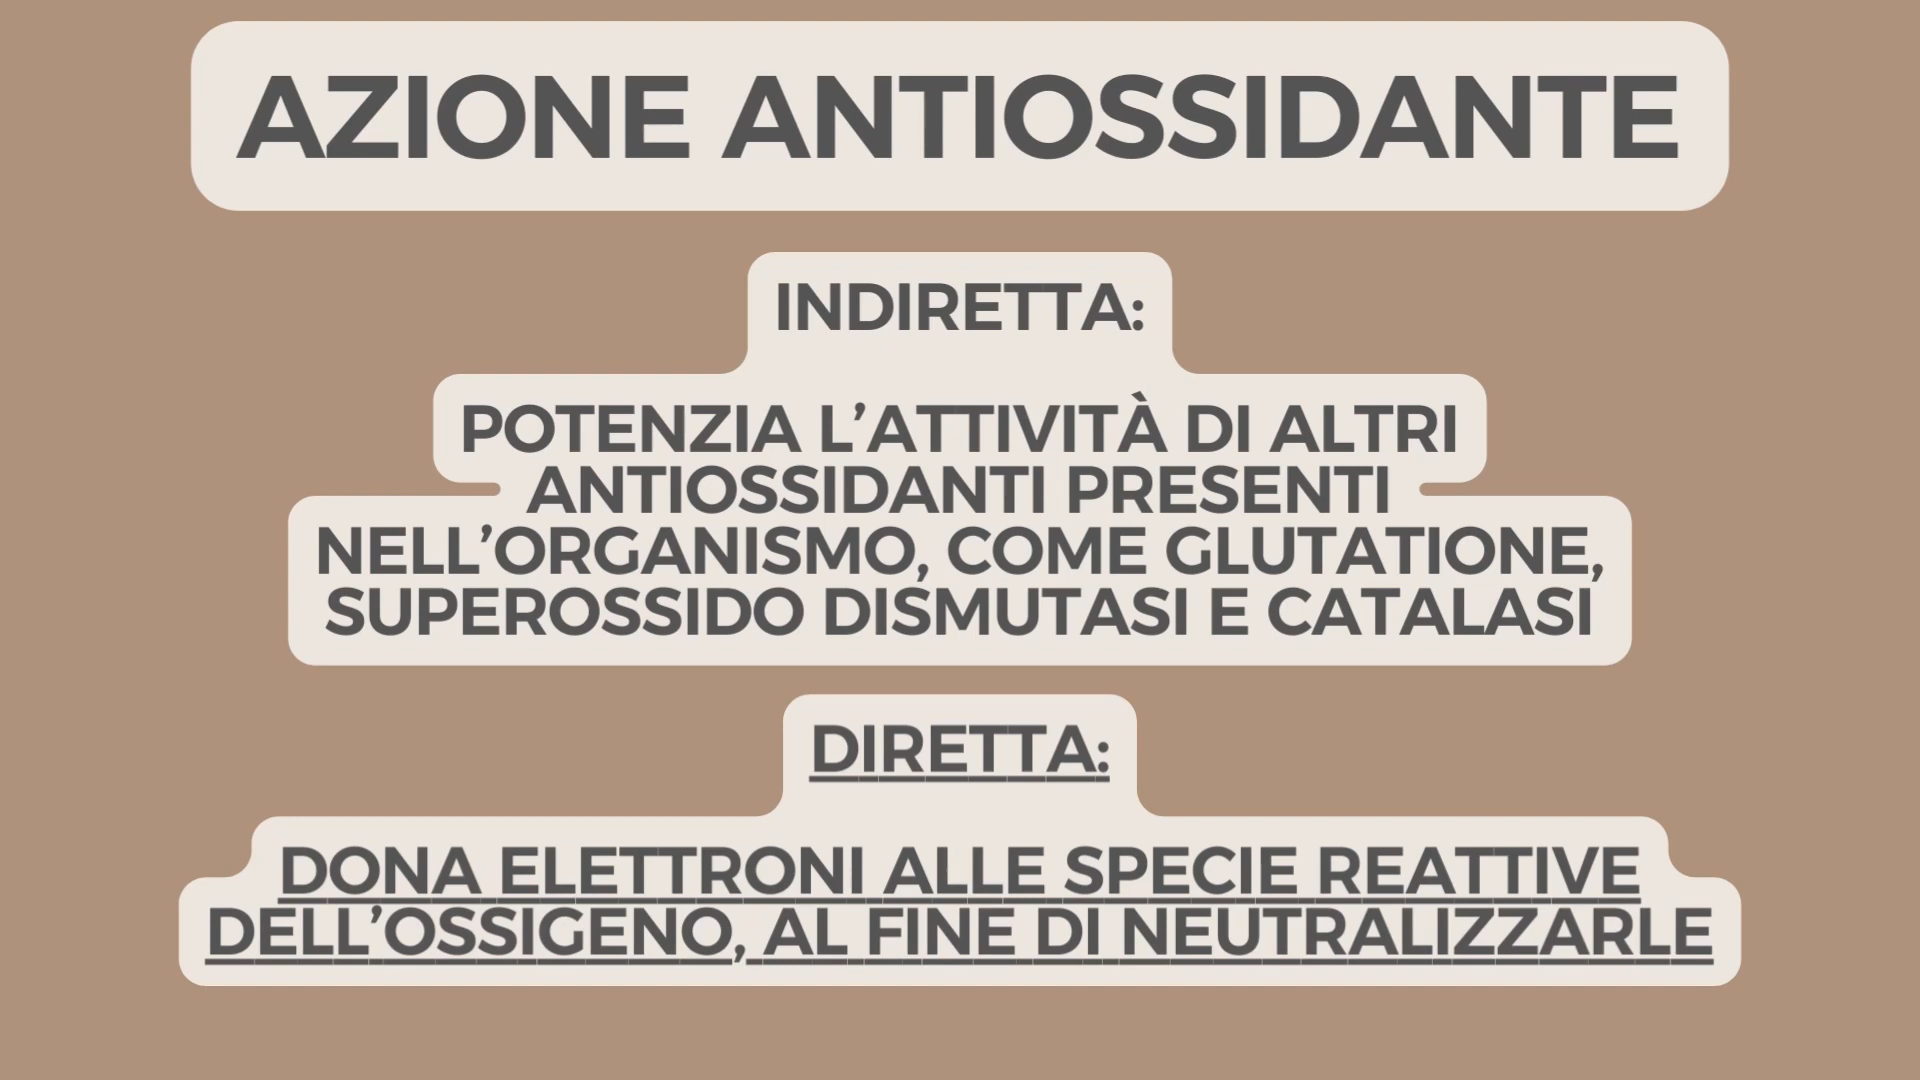 AZIONE ANTIOSSIDANTE
INDIRETTA:
POTENZIA L’ATTIVITÀ DI ALTRI
ANTIOSSIDANTI PRESENTI
NELL’ORGANISMO, COME GLUTATIONE,
SUPEROSSIDO DISMUTASI E CATALASI
DIRETTA:
DONA ELETTRONI ALLE SPECIE REATTIVE
DELL’OSSIGENO, AL FINE DI NEUTRALIZZARLE